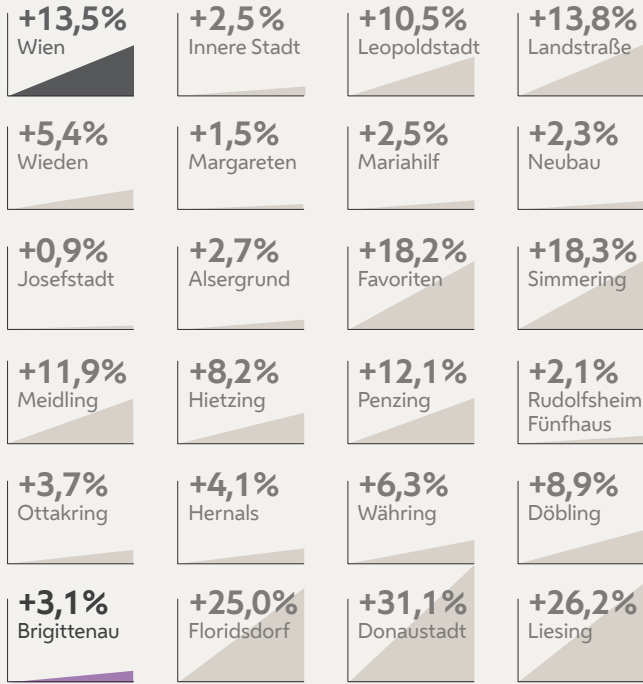 +13,5%
Wien
+2,5%
Innere Stadt
+10,5%
Leopoldstadt
+13,8%
Landstraße
+5,4%
Wieden
+1,5%
Margareten
+2,5%
Mariahilf
+2,3%
Neubau
+0,9%
Josefstadt
+2,7%
Alsergrund
+18,2%
Favoriten
+18,3%
Simmering
+11,9%
Meidling
+8,2%
Hietzing
+12,1%
Penzing
+2,1%
Rudolfsheim
Fünfhaus
+3,7%
Ottakring
+4,1%
Hernals
+6,3%
Währing
+8,9%
Döbling
+3,1%
Brigittenau
+25,0%
Floridsdorf
+31,1%
Donaustadt
+26,2%
Liesing